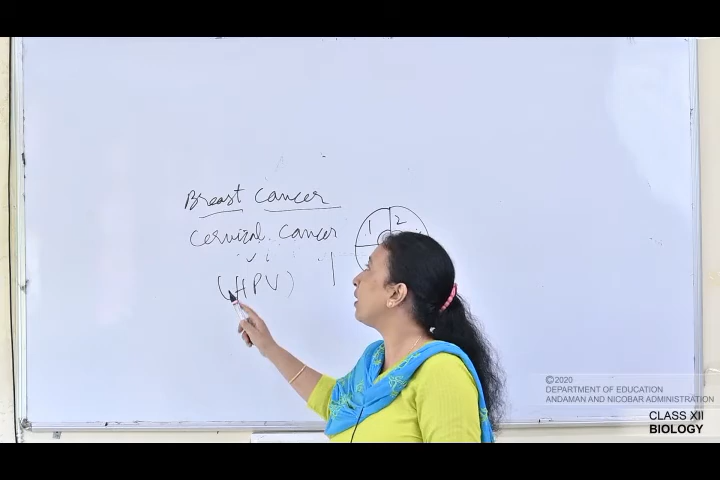 Breast Cancer
Cervical Cancer
(HPV)
1 2
©2020
DEPARTMENT OF EDUCATION
ANDAMAN AND NICOBAR ADMINISTRATION
CLASS XII
BIOLOGY